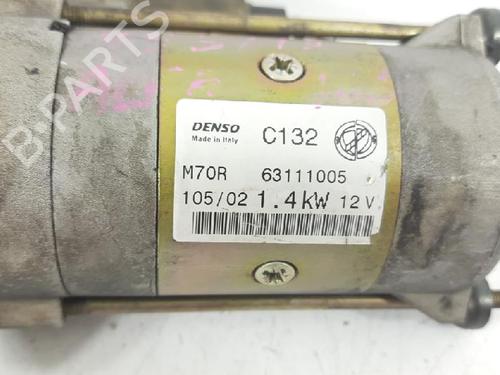 B-PARTS
DENSO C132
Made in Italy
M70R 63111005
105/02 1.4kW 12V